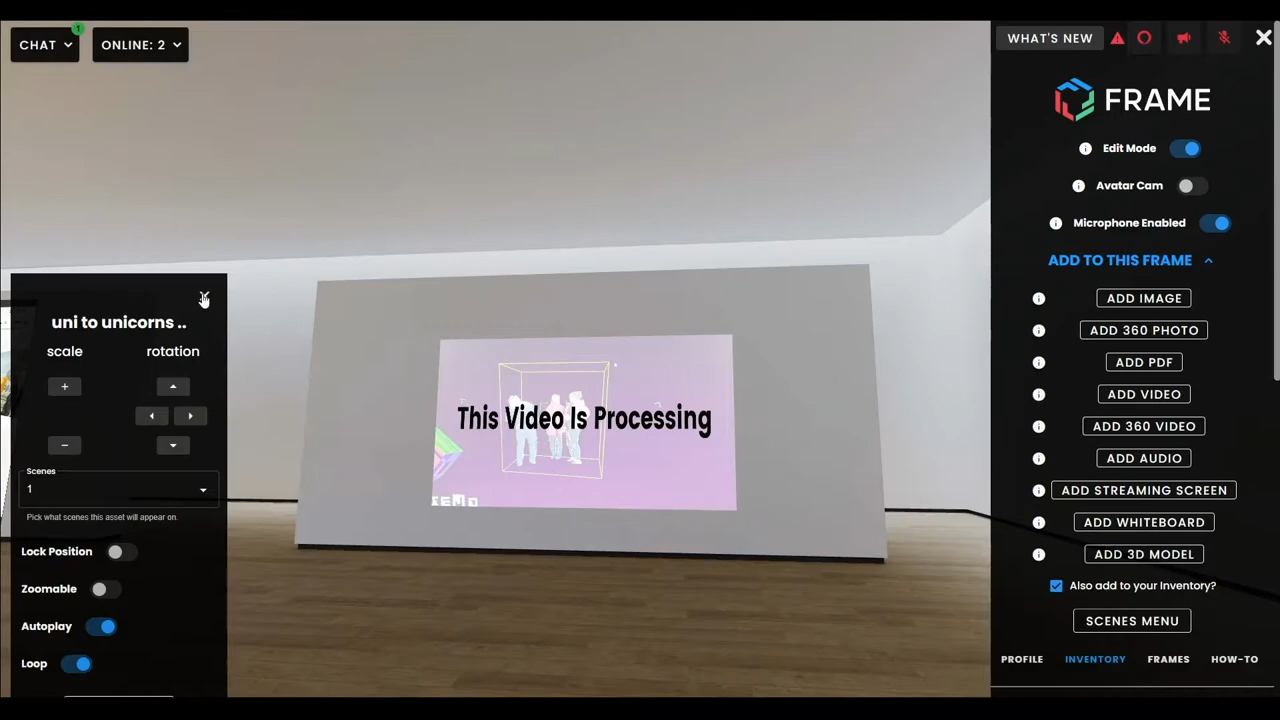 CHAT
1
ONLINE: 2
WHAT'S NEW
FRAME
Edit Mode
Avatar Cam
Microphone Enabled
ADD TO THIS FRAME
ADD IMAGE
ADD 360 PHOTO
ADD PDF
ADD VIDEO
ADD 360 VIDEO
ADD AUDIO
ADD STREAMING SCREEN
ADD WHITEBOARD
ADD 3D MODEL
Also add to your Inventory?
SCENES MENU
PROFILE INVENTORY FRAMES HOW-TO
uni to unicorns ..
scale rotation
+
−
Scenes
1
Pick what scenes this asset will appear on.
Lock Position
Zoomable
Autoplay
Loop
This Video Is Processing